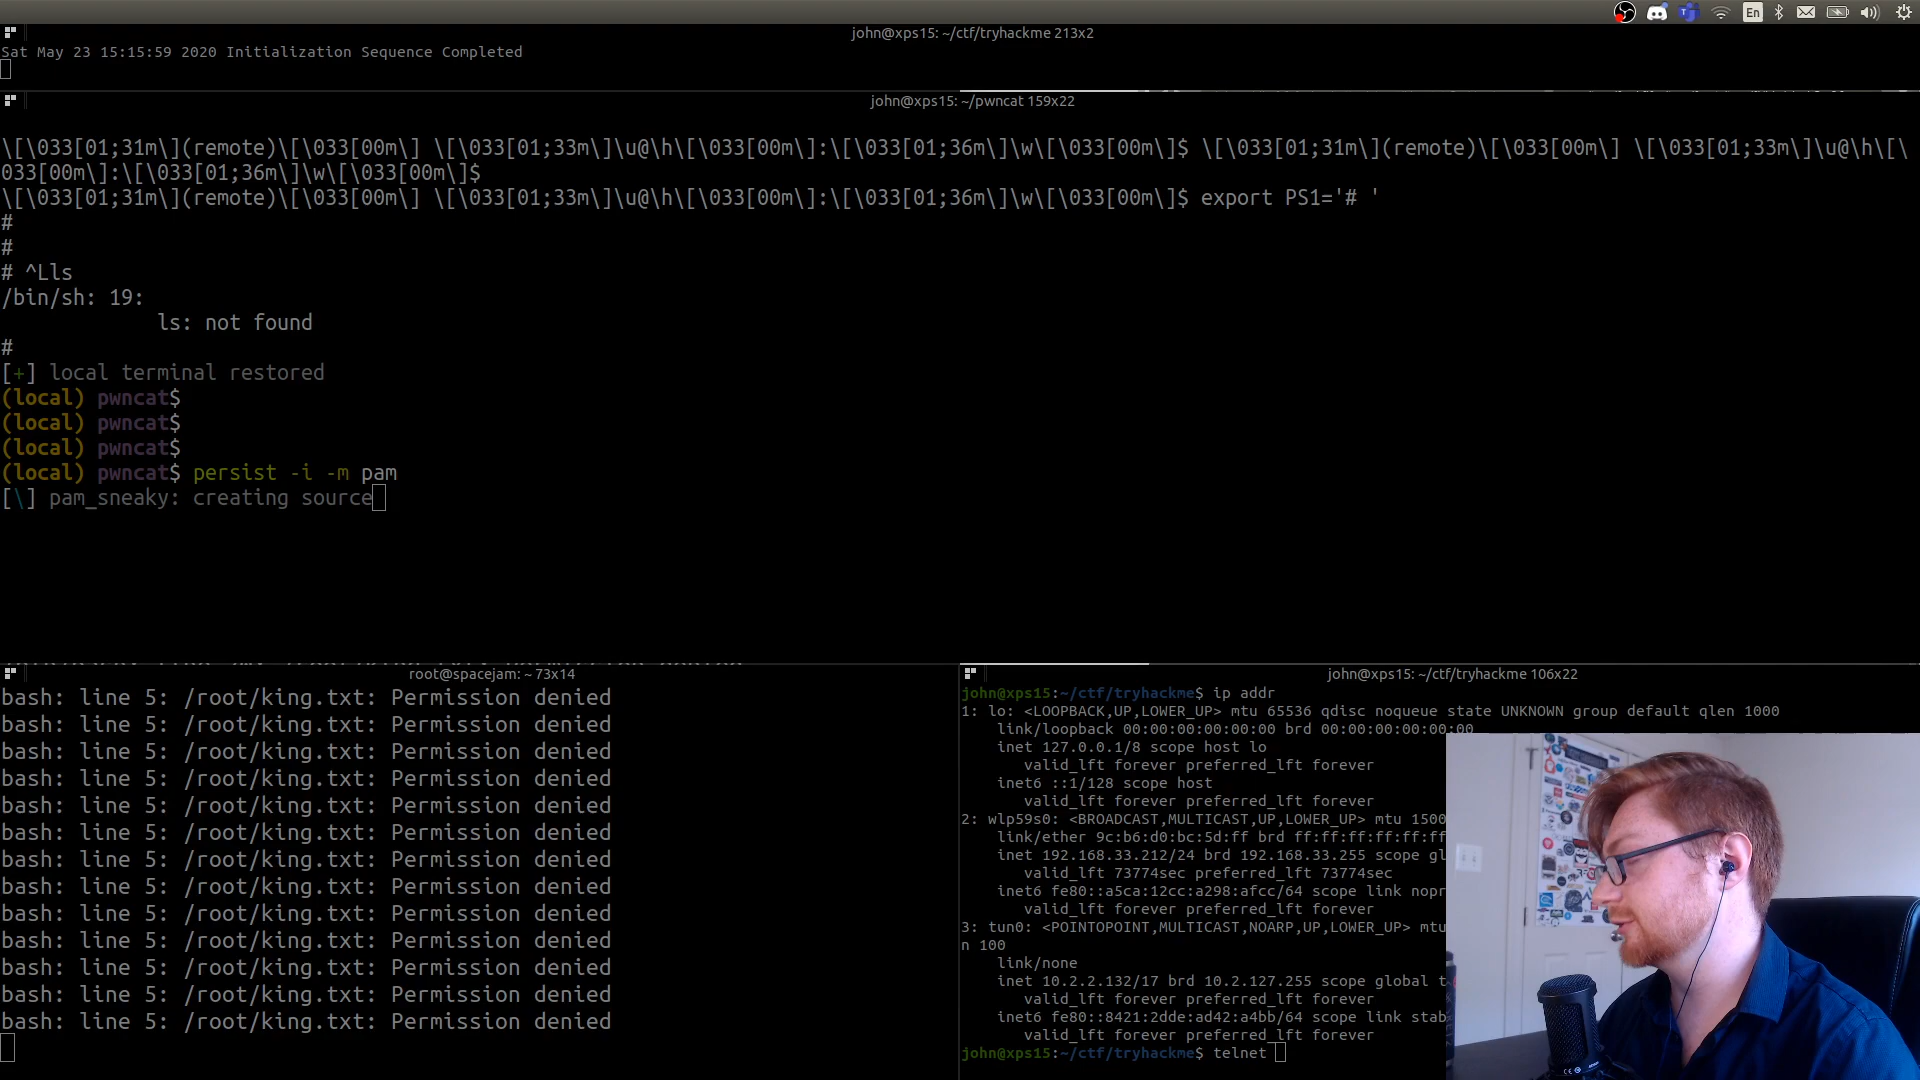 En
john@xps15: ~/ctf/tryhackme 213x2
Sat May 23 15:15:59 2020 Initialization Sequence Completed
john@xps15: ~/pwncat 159x22
\[\033[01;31m\](remote)\[\033[00m\] \[\033[01;33m\]\u@\h\[\033[00m\]:\[\033[01;36m\]\w\[\033[00m\]$ \[\033[01;31m\](remote)\[\033[00m\] \[\033[01;33m\]\u@\h\[\
033[00m\]:\[\033[01;36m\]\w\[\033[00m\]$
\[\033[01;31m\](remote)\[\033[00m\] \[\033[01;33m\]\u@\h\[\033[00m\]:\[\033[01;36m\]\w\[\033[00m\]$ export PS1='# '
#
#
# ^Lls
/bin/sh: 19:
ls: not found
#
[+] local terminal restored
(local) pwncat$
(local) pwncat$
(local) pwncat$
(local) pwncat$ persist -i -m pam
[\] pam_sneaky: creating source
root@spacejam: ~ 73x14
bash: line 5: /root/king.txt: Permission denied
bash: line 5: /root/king.txt: Permission denied
bash: line 5: /root/king.txt: Permission denied
bash: line 5: /root/king.txt: Permission denied
bash: line 5: /root/king.txt: Permission denied
bash: line 5: /root/king.txt: Permission denied
bash: line 5: /root/king.txt: Permission denied
bash: line 5: /root/king.txt: Permission denied
bash: line 5: /root/king.txt: Permission denied
bash: line 5: /root/king.txt: Permission denied
bash: line 5: /root/king.txt: Permission denied
bash: line 5: /root/king.txt: Permission denied
bash: line 5: /root/king.txt: Permission denied
john@xps15: ~/ctf/tryhackme 106x22
john@xps15:~/ctf/tryhackme$ ip addr
1: lo: <LOOPBACK,UP,LOWER_UP> mtu 65536 qdisc noqueue state UNKNOWN group default qlen 1000
link/loopback 00:00:00:00:00:00 brd 00:00:00:00:00:00
inet 127.0.0.1/8 scope host lo
valid_lft forever preferred_lft forever
inet6 ::1/128 scope host
valid_lft forever preferred_lft forever
2: wlp59s0: <BROADCAST,MULTICAST,UP,LOWER_UP> mtu 1500
link/ether 9c:b6:d0:bc:5d:ff brd ff:ff:ff:ff:ff:ff
inet 192.168.33.212/24 brd 192.168.33.255 scope gl
valid_lft 73774sec preferred_lft 73774sec
inet6 fe80::a5ca:12cc:a298:afcc/64 scope link nopr
valid_lft forever preferred_lft forever
3: tun0: <POINTOPOINT,MULTICAST,NOARP,UP,LOWER_UP> mtu
n 100
link/none
inet 10.2.2.132/17 brd 10.2.127.255 scope global t
valid_lft forever preferred_lft forever
inet6 fe80::8421:2dde:ad42:a4bb/64 scope link stab
valid_lft forever preferred_lft forever
john@xps15:~/ctf/tryhackme$ telnet